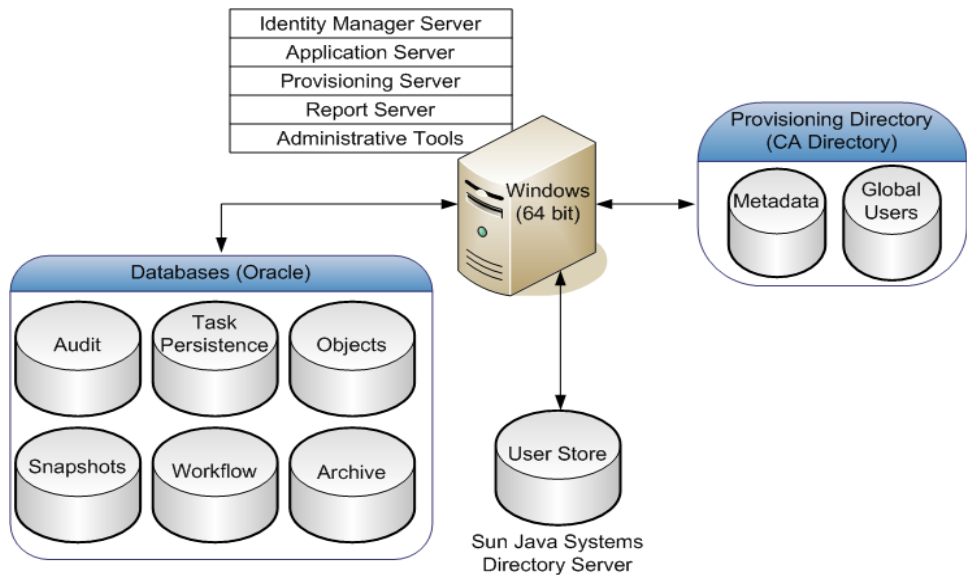 Identity Manager Server
Application Server
Provisioning Server
Report Server
Administrative Tools
Windows
(64 bit)
Provisioning Directory
(CA Directory)
Metadata
Global
Users
Databases (Oracle)
Audit
Task
Persistence
Objects
Snapshots
Workflow
Archive
User Store
Sun Java Systems
Directory Server